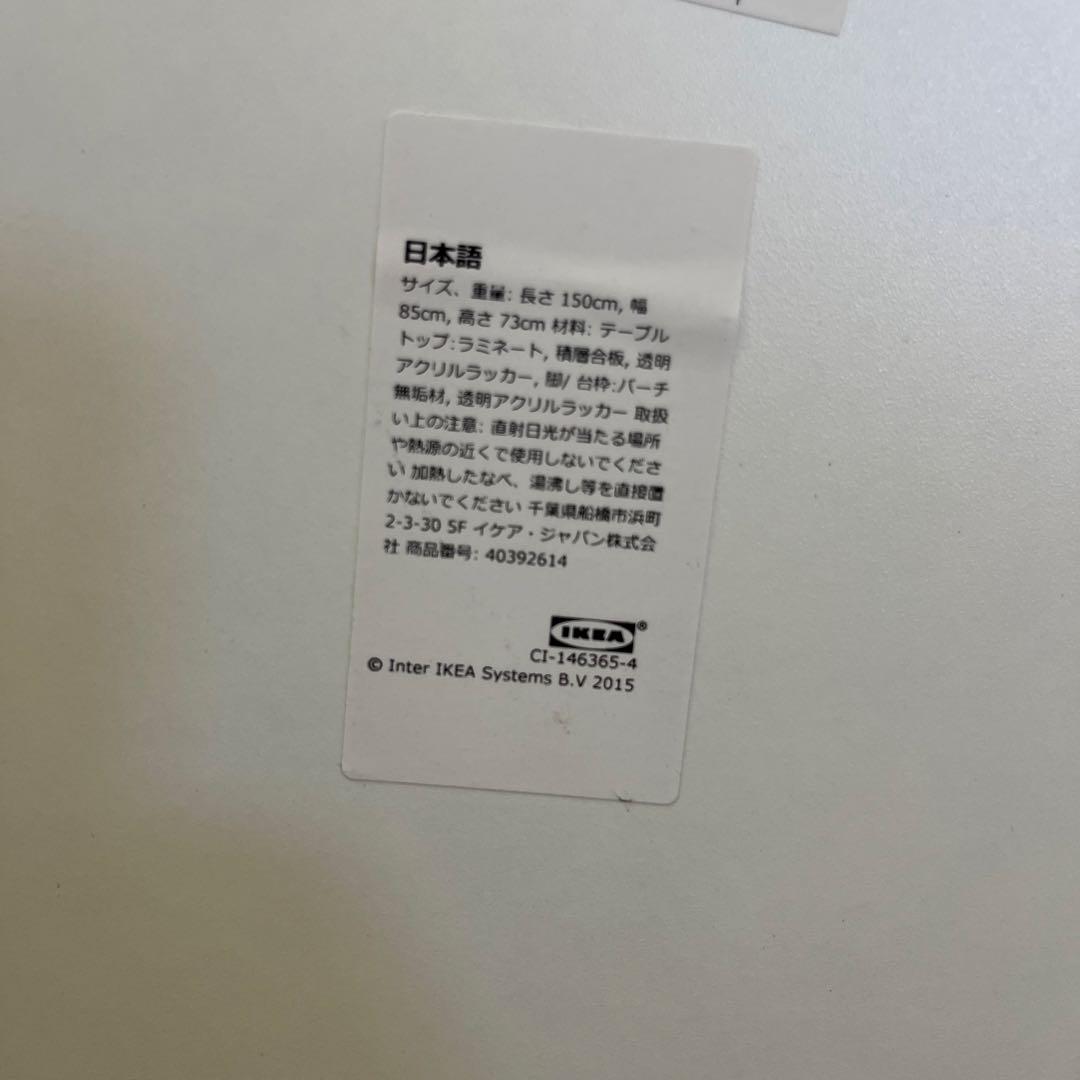 日本語
サイズ、重量: 長さ 150cm, 幅
85cm, 高さ 73cm 材料: テーブル
トップ:ラミネート, 積層合板, 透明
アクリルラッカー, 脚/ 台枠:バーチ
無垢材, 透明アクリルラッカー 取扱
い上の注意: 直射日光が当たる場所
や熱源の近くで使用しないでくださ
い 加熱したなべ、湯沸し等を直接置
かないでください 千葉県船橋市浜町
2-3-30 5F イケア・ジャパン株式会
社 商品番号: 40392614
IKEA®
CI-146365-4
© Inter IKEA Systems B.V 2015